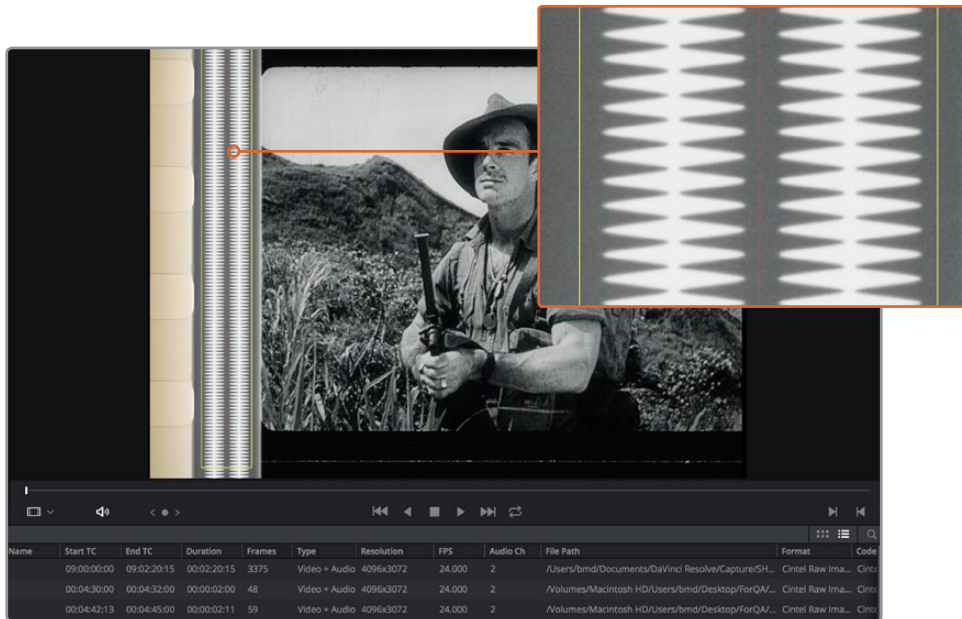 Name Start TC End TC Duration Frames Type Resolution FPS Audio Ch File Path Format Code
09:00:00:00 09:02:20:15 00:02:20:15 3375 Video + Audio 4096x3072 24.000 2 /Users/bmd/Documents/DaVinci Resolve/Capture/SH... Cintel Raw Ima... Cinte
00:04:30:00 00:04:32:00 00:00:02:00 48 Video + Audio 4096x3072 24.000 2 /Volumes/Macintosh HD/Users/bmd/Desktop/ForQA/... Cintel Raw Ima... Cinte
00:04:42:13 00:04:45:00 00:00:02:11 59 Video + Audio 4096x3072 24.000 2 /Volumes/Macintosh HD/Users/bmd/Desktop/ForQA/... Cintel Raw Ima... Cinte